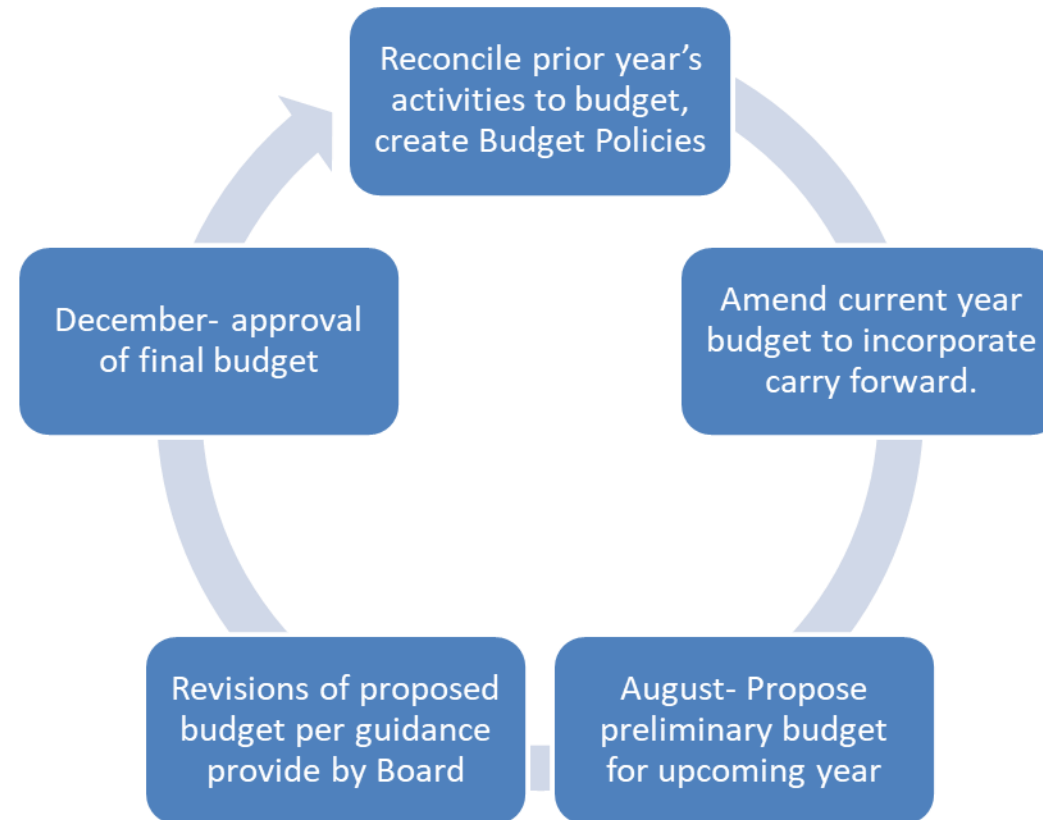 Reconcile prior year’s
activities to budget,
create Budget Policies
Amend current year
budget to incorporate
carry forward.
August- Propose
preliminary budget
for upcoming year
Revisions of proposed
budget per guidance
provide by Board
December- approval
of final budget